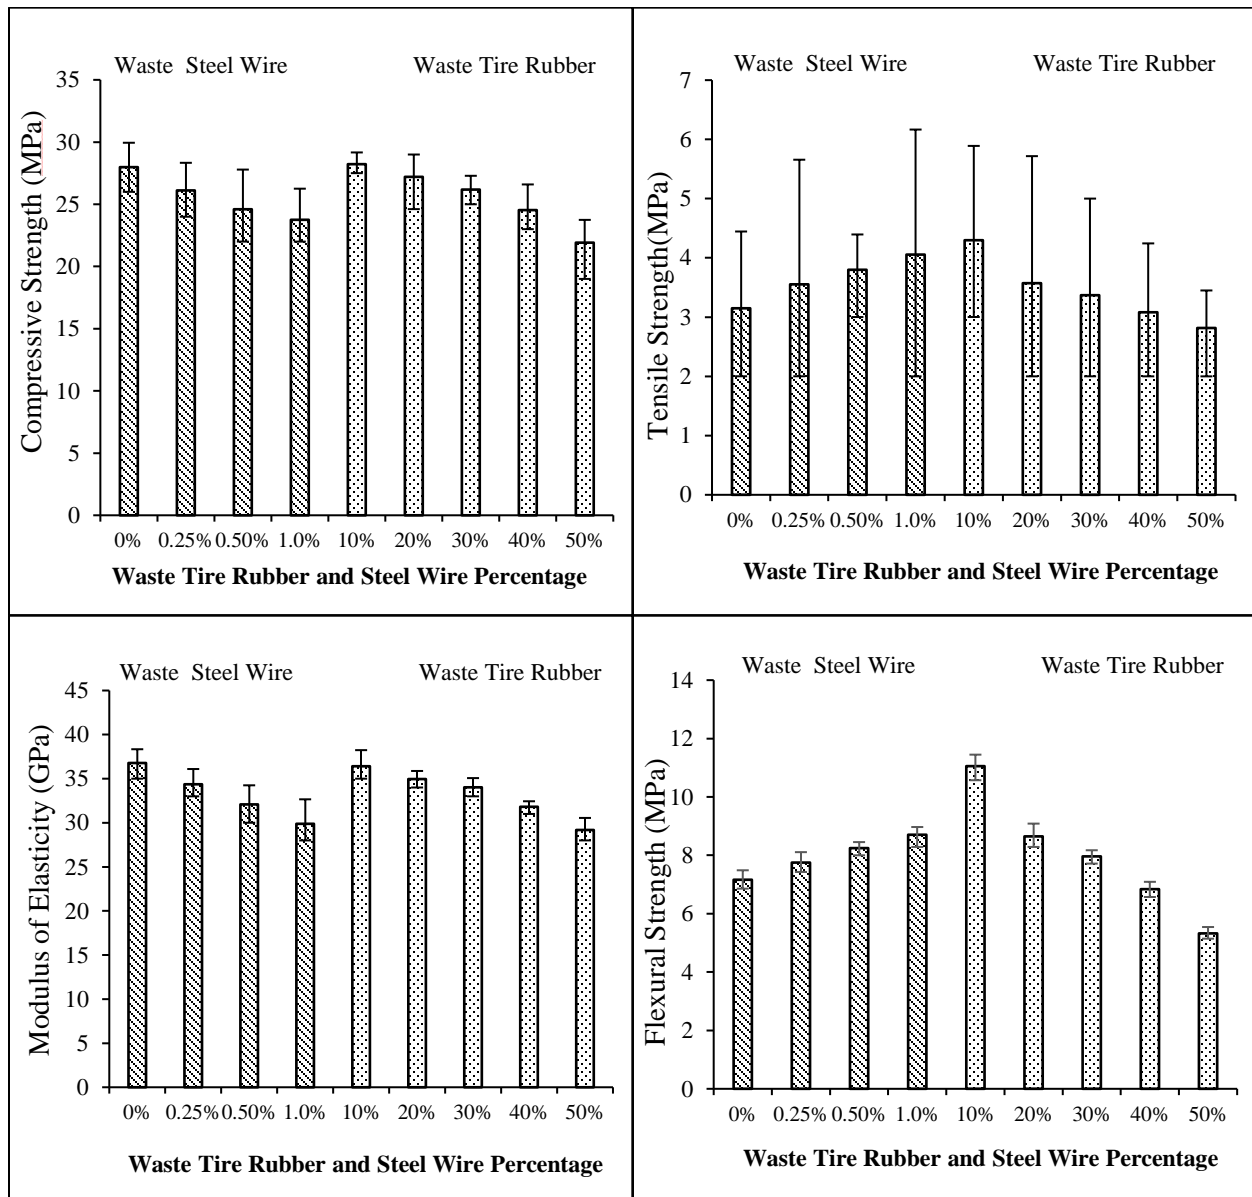 Waste  Steel Wire Waste Tire Rubber
Compressive Strength (MPa)
35
30
25
20
15
10
5
0
0% 0.25% 0.50% 1.0% 10% 20% 30% 40% 50%
Waste Tire Rubber and Steel Wire Percentage
Waste  Steel Wire Waste Tire Rubber
Tensile Strength(MPa)
7
6
5
4
3
2
1
0
0% 0.25% 0.50% 1.0% 10% 20% 30% 40% 50%
Waste Tire Rubber and Steel Wire Percentage
Waste  Steel Wire Waste Tire Rubber
Modulus of Elasticity (GPa)
45
40
35
30
25
20
15
10
5
0
0% 0.25% 0.50% 1.0% 10% 20% 30% 40% 50%
Waste Tire Rubber and Steel Wire Percentage
Waste  Steel Wire Waste Tire Rubber
Flexural Strength (MPa)
14
12
10
8
6
4
2
0
0% 0.25% 0.50% 1.0% 10% 20% 30% 40% 50%
Waste Tire Rubber and Steel Wire Percentage